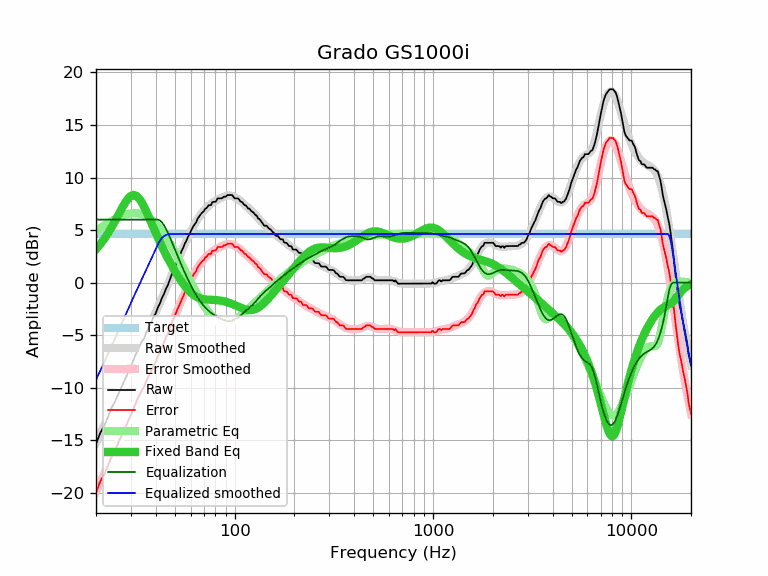 Grado GS1000i
20
15
10
5
0
−5
−10
−15
−20
Amplitude (dBr)
Target
Raw Smoothed
Error Smoothed
Raw
Error
Parametric Eq
Fixed Band Eq
Equalization
Equalized smoothed
100 1000 10000
Frequency (Hz)